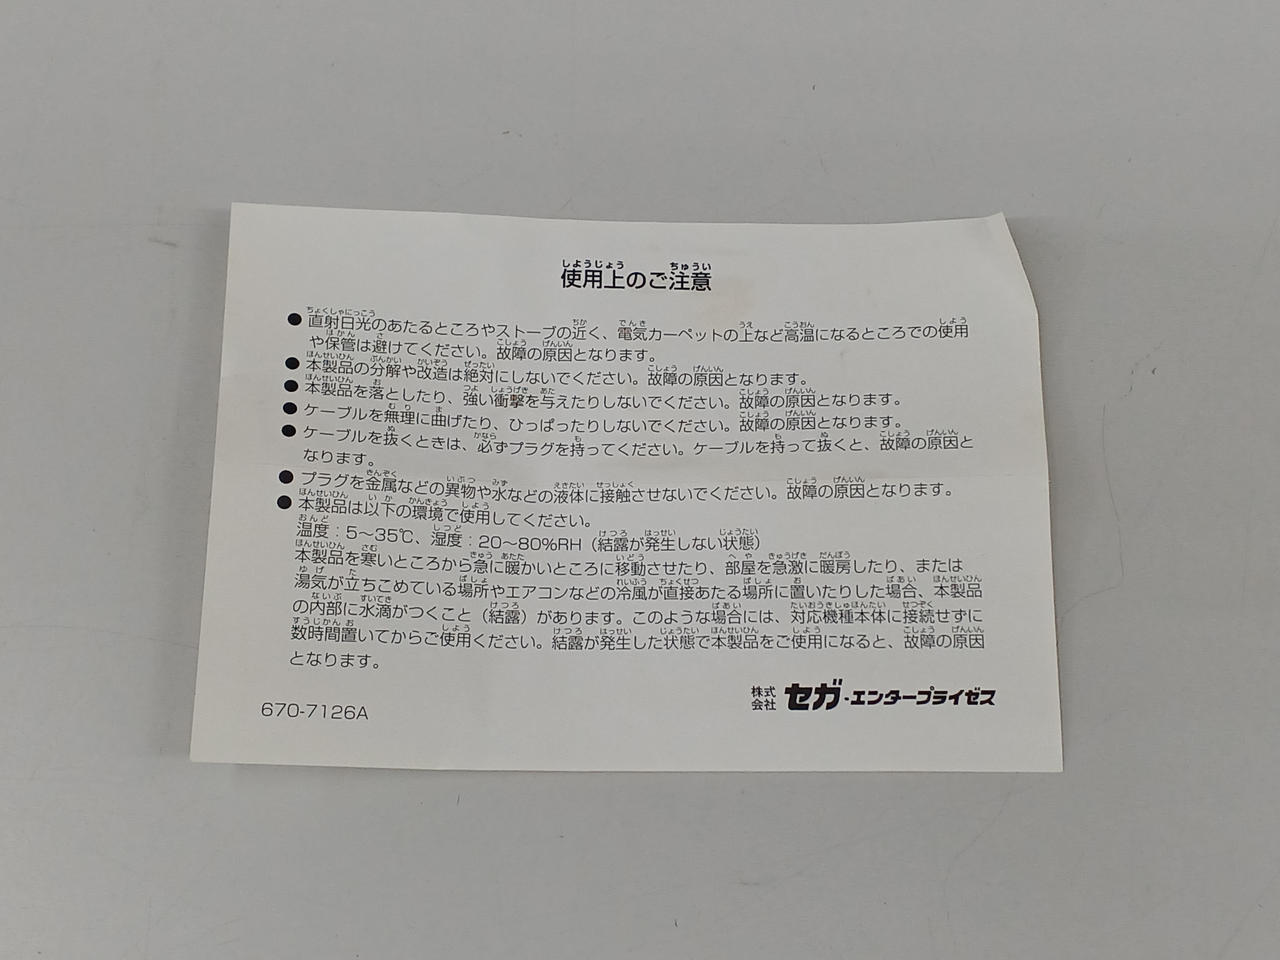 使用上のご注意
●直射日光のあたるところやストーブの近く、電気カーペットの上など高温になるところでの使用
や保管は避けてください。故障の原因となります。
●本製品の分解や改造は絶対にしないでください。故障の原因となります。
●本製品を落としたり、強い衝撃を与えたりしないでください。故障の原因となります。
●ケーブルを無理に曲げたり、ひっぱったりしないでください。故障の原因となります。
●ケーブルを抜くときは、必ずプラグを持ってください。ケーブルを持って抜くと、故障の原因と
なります。
●プラグを金属などの異物や水などの液体に接触させないでください。故障の原因となります。
●本製品は以下の環境で使用してください。
温度：5～35℃、湿度：20～80%RH（結露が発生しない状態）
本製品を寒いところから急に暖かいところに移動させたり、部屋を急激に暖房したり、または
湯気が立ちこめている場所やエアコンなどの冷風が直接あたる場所に置いたりした場合、本製品
の内部に水滴がつくこと（結露）があります。このような場合には、対応機種本体に接続せずに
数時間置いてからご使用ください。結露が発生した状態で本製品をご使用になると、故障の原因
となります。
670-7126A
株式会社 セガ・エンタープライゼス